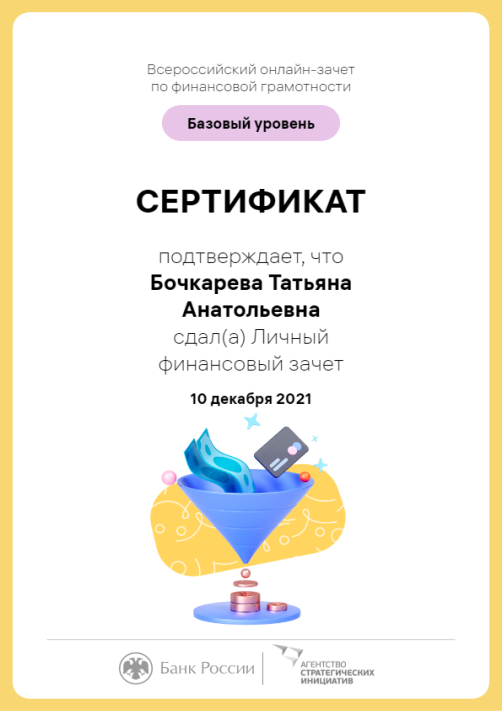 Всероссийский онлайн-зачет
по финансовой грамотности
Базовый уровень
СЕРТИФИКАТ
подтверждает, что
Бочкарева Татьяна
Анатольевна
сдал(а) Личный
финансовый зачет
10 декабря 2021
Банк России
АГЕНТСТВО
СТРАТЕГИЧЕСКИХ
ИНИЦИАТИВ